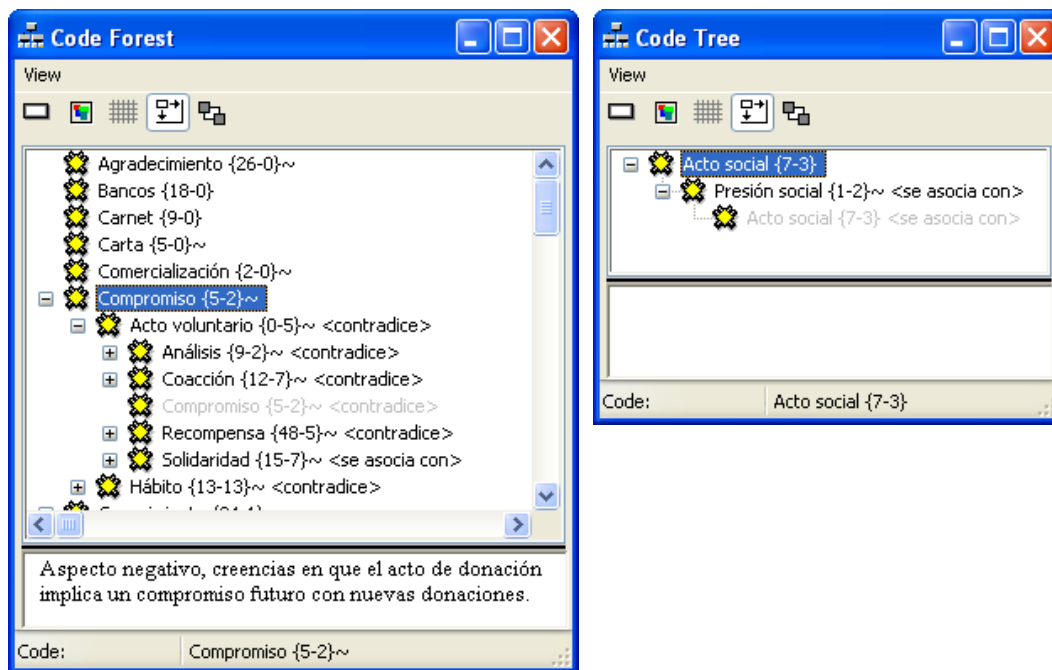 Code Forest
View
Agradecimiento {26-0}~
Bancos {18-0}
Carnet {9-0}
Carta {5-0}~
Comercialización {2-0}~
Compromiso {5-2}~
Acto voluntario {0-5}~ <contradice>
Análisis {9-2}~ <contradice>
Coacción {12-7}~ <contradice>
Compromiso {5-2}~ <contradice>
Recompensa {48-5}~ <contradice>
Solidaridad {15-7}~ <se asocia con>
Hábito {13-13}~ <contradice>
Aspecto negativo, creencias en que el acto de donación
implica un compromiso futuro con nuevas donaciones.
Code: Compromiso {5-2}~
Code Tree
View
Acto social {7-3}
Presión social {1-2}~ <se asocia con>
Acto social {7-3} <se asocia con>
Code: Acto social {7-3}